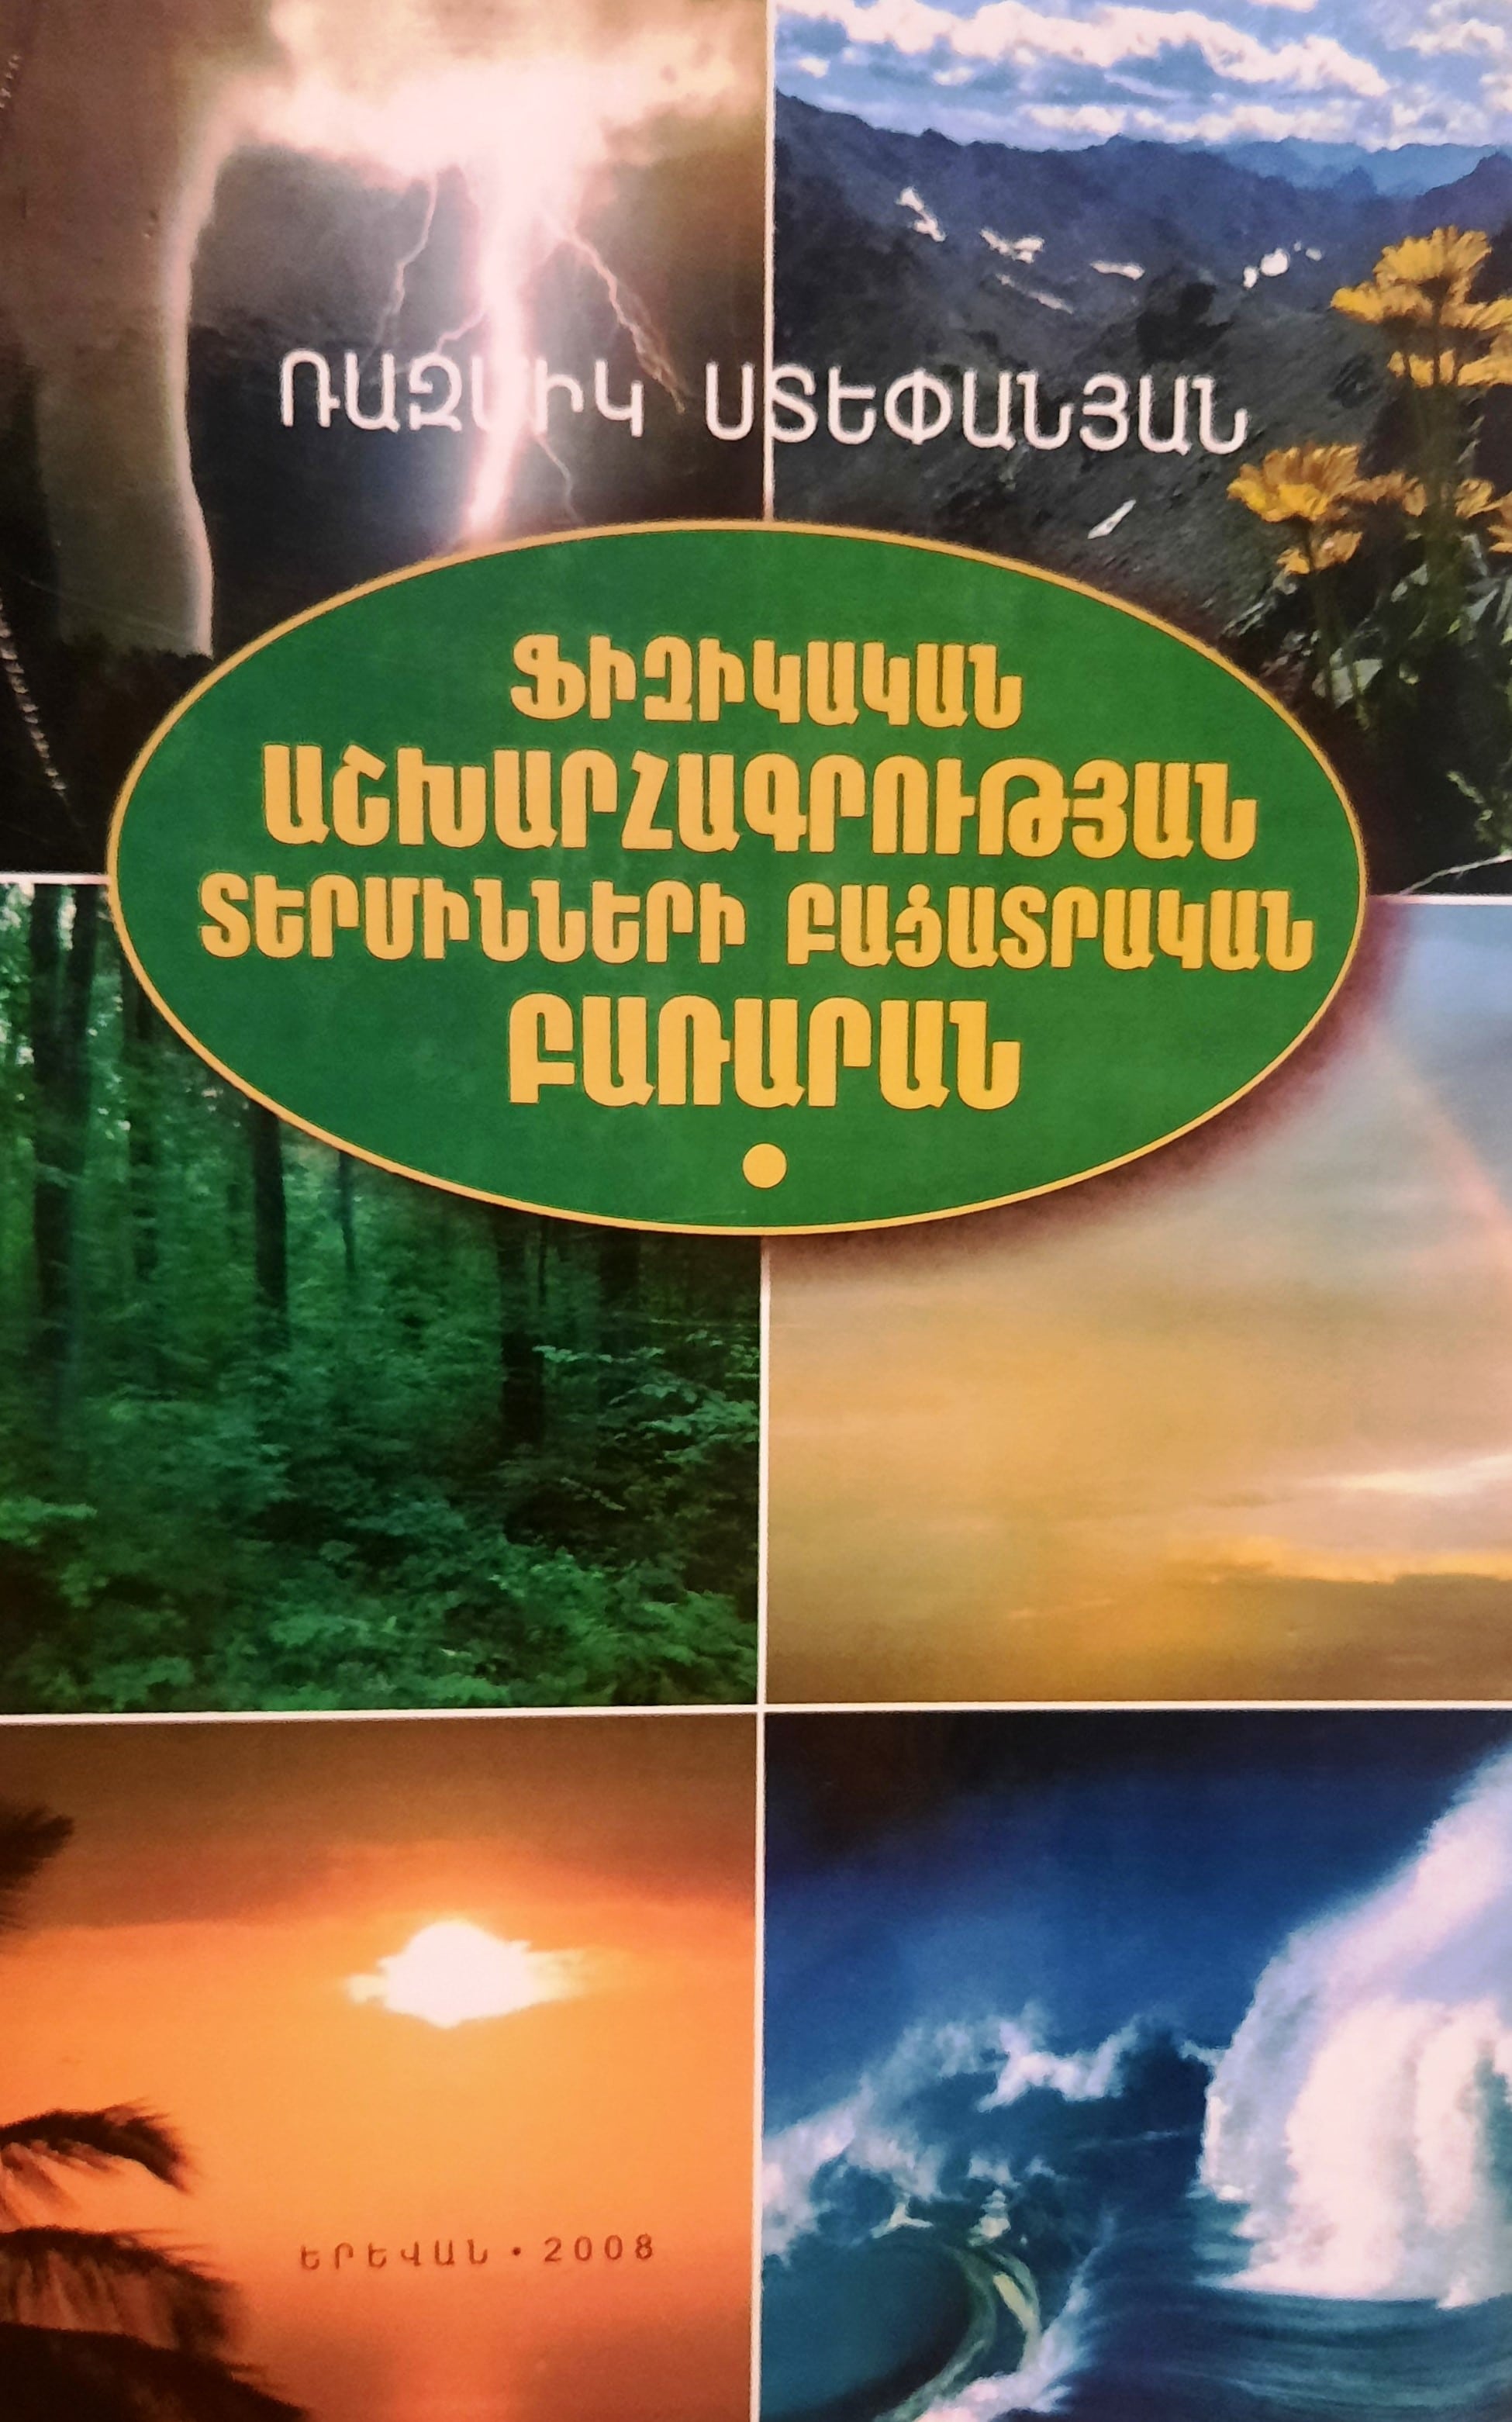 ՌԱԶՄԻԿ ՍՏԵՓԱՆՅԱՆ
ՖԻԶԻԿԱԿԱՆ
ԱՇԽԱՐՀԱԳՐՈՒԹՅԱՆ
ՏԵՐՄԻՆՆԵՐԻ ԲԱՑԱՏՐԱԿԱՆ
ԲԱՌԱՐԱՆ
ԵՐԵՎԱՆ • 2008